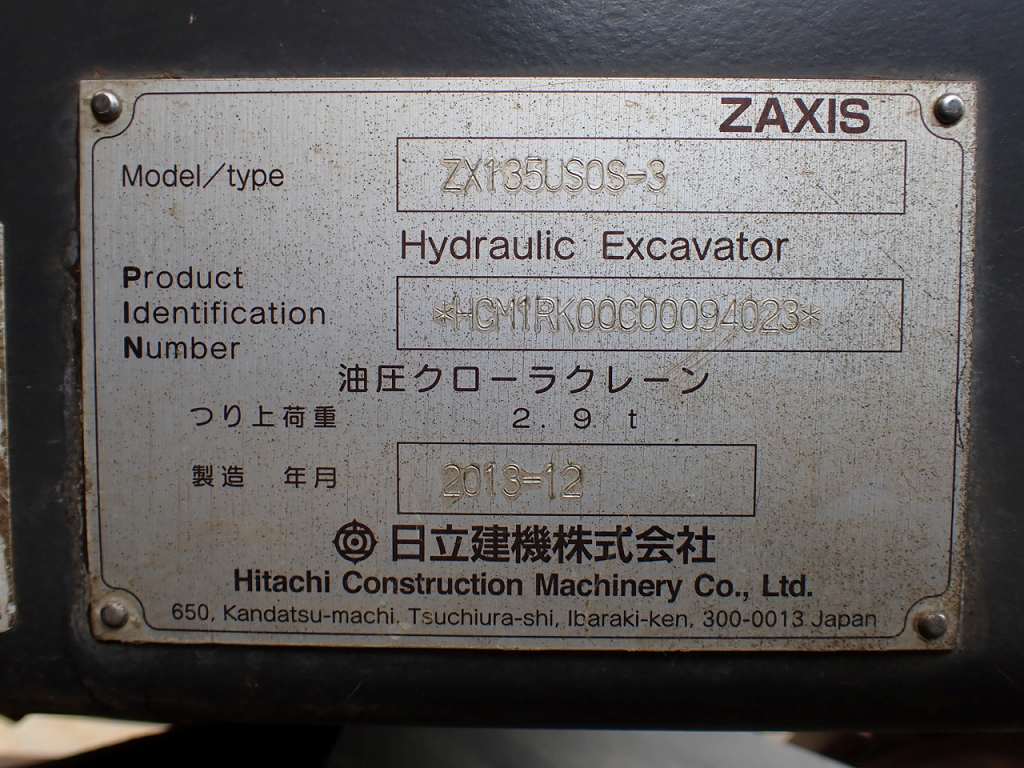 ZAXIS
Model/type ZX135USOS-3
Hydraulic Excavator
Product
Identification *HCM1RK00C00094023*
Number
油圧クローラクレーン
つり上荷重 2.9 t
製造 年月 2013-12
日立建機株式会社
Hitachi Construction Machinery Co., Ltd.
650, Kandatsu-machi, Tsuchiura-shi, Ibaraki-ken, 300-0013 Japan